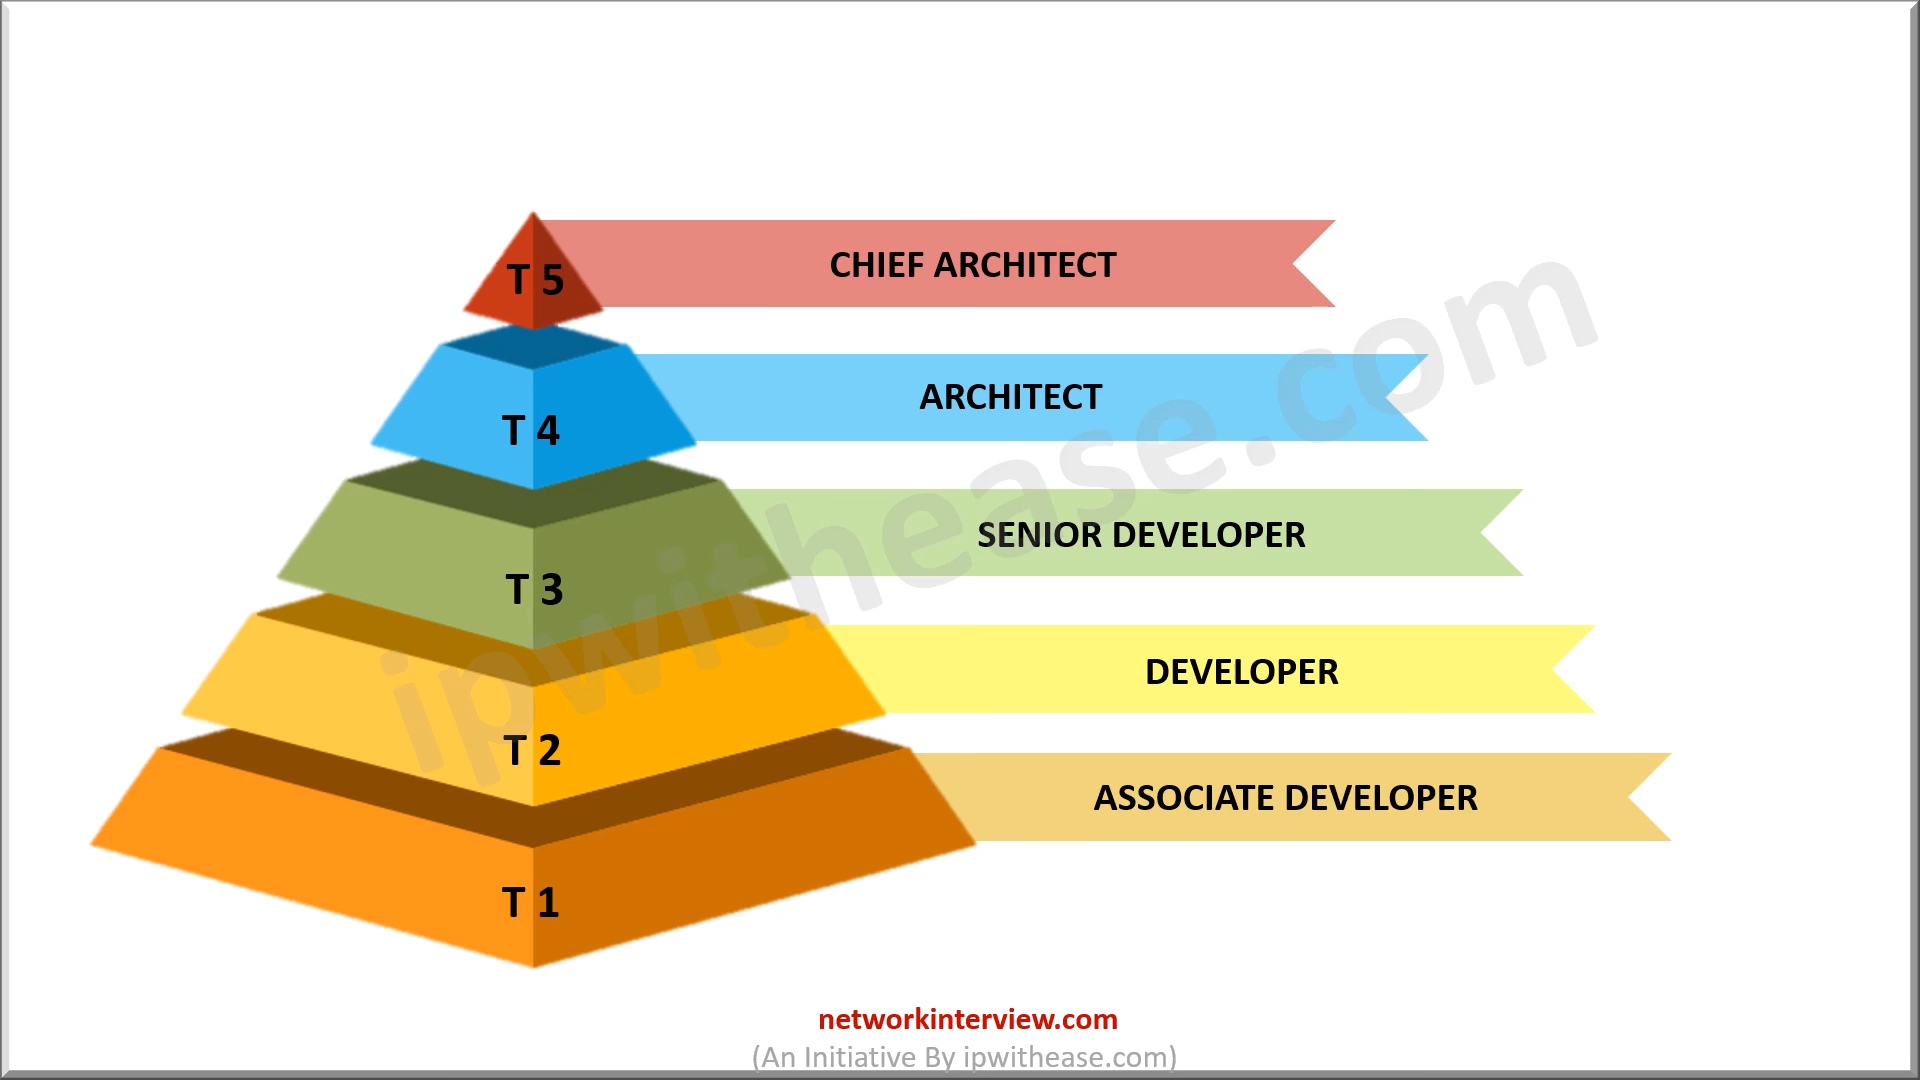 T 5
CHIEF ARCHITECT
T 4
ARCHITECT
T 3
SENIOR DEVELOPER
T 2
DEVELOPER
T 1
ASSOCIATE DEVELOPER
ipwithease.com
networkinterview.com
(An Initiative By ipwithease.com)